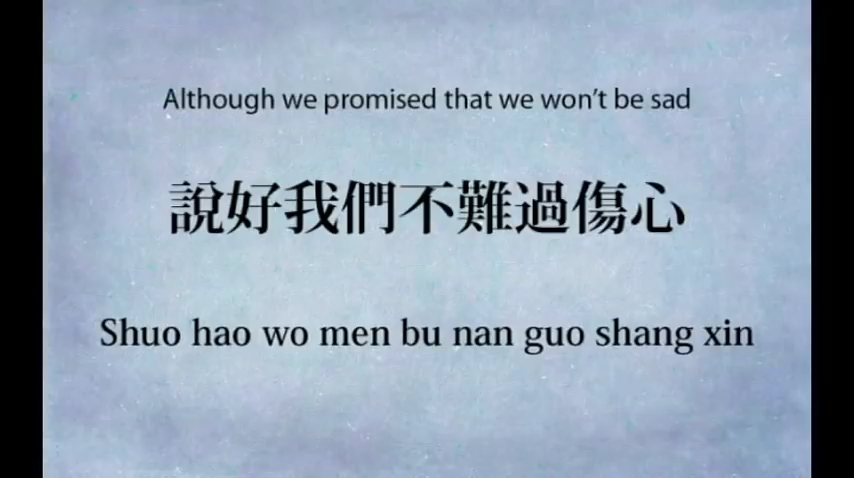 Although we promised that we won't be sad
說好我們不難過傷心
Shuo hao wo men bu nan guo shang xin